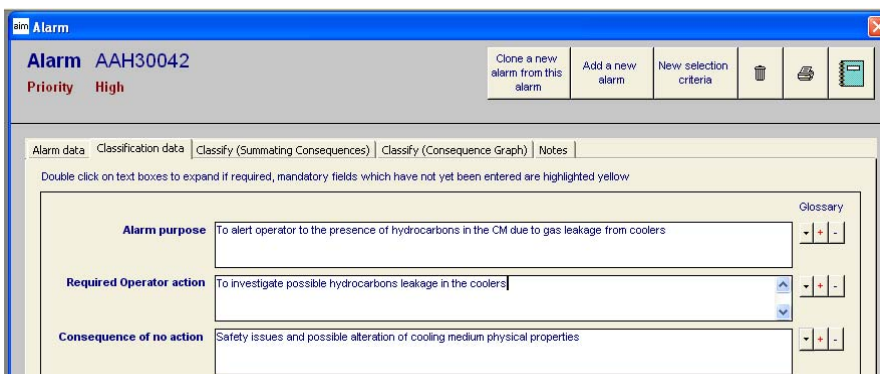 aim Alarm
Alarm AAH30042
Priority High
Clone a new
alarm from this
alarm
Add a new
alarm
New selection
criteria
Alarm data Classification data Classify (Summating Consequences) Classify (Consequence Graph) Notes
Double click on text boxes to expand if required, mandatory fields which have not yet been entered are highlighted yellow
Glossary
Alarm purpose To alert operator to the presence of hydrocarbons in the CM due to gas leakage from coolers
+ -
Required Operator action To investigate possible hydrocarbons leakage in the coolers
+ -
Consequence of no action Safety issues and possible alteration of cooling medium physical properties
+ -